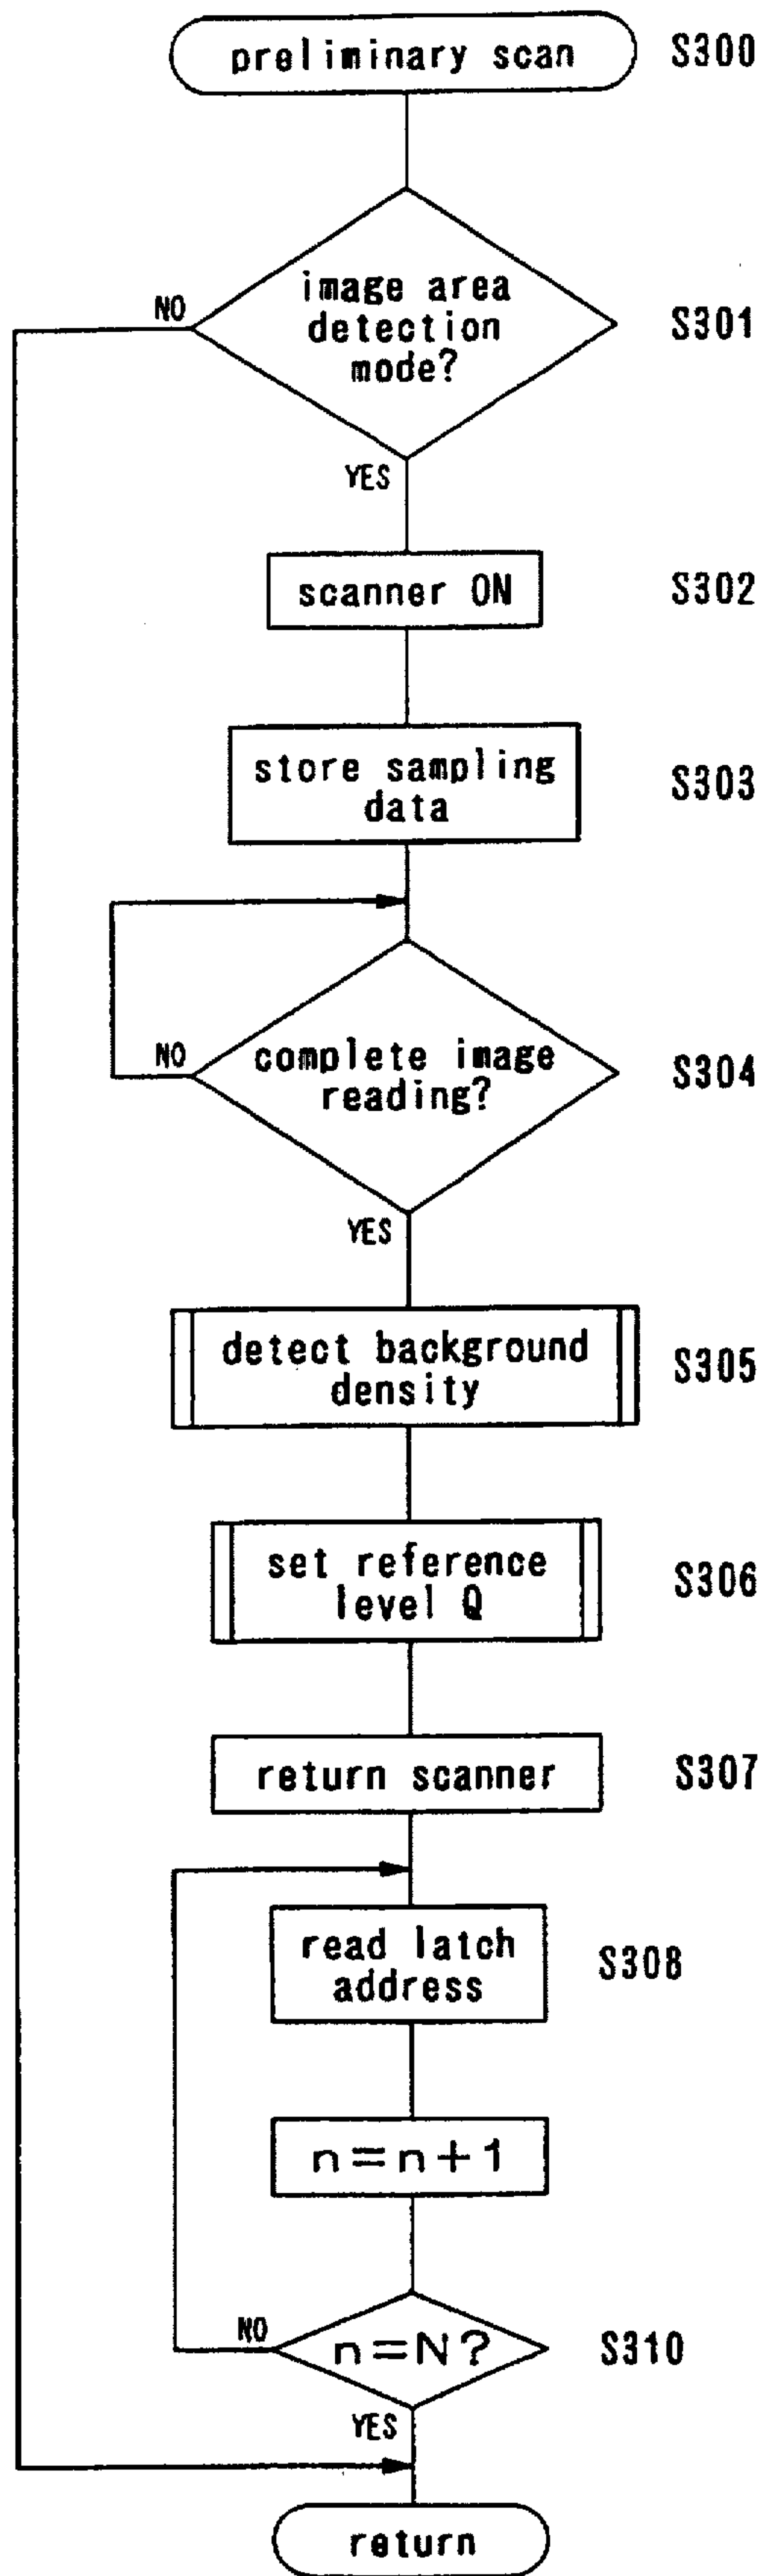 preliminary scan S300
image area
detection S301
mode?
NO
YES
scanner ON S302
store sampling
data S303
complete image S304
reading?
NO
YES
detect background
density S305
set reference
level Q S306
return scanner S307
read latch
address S308
n=n+1
n=N? S310
NO
YES
return